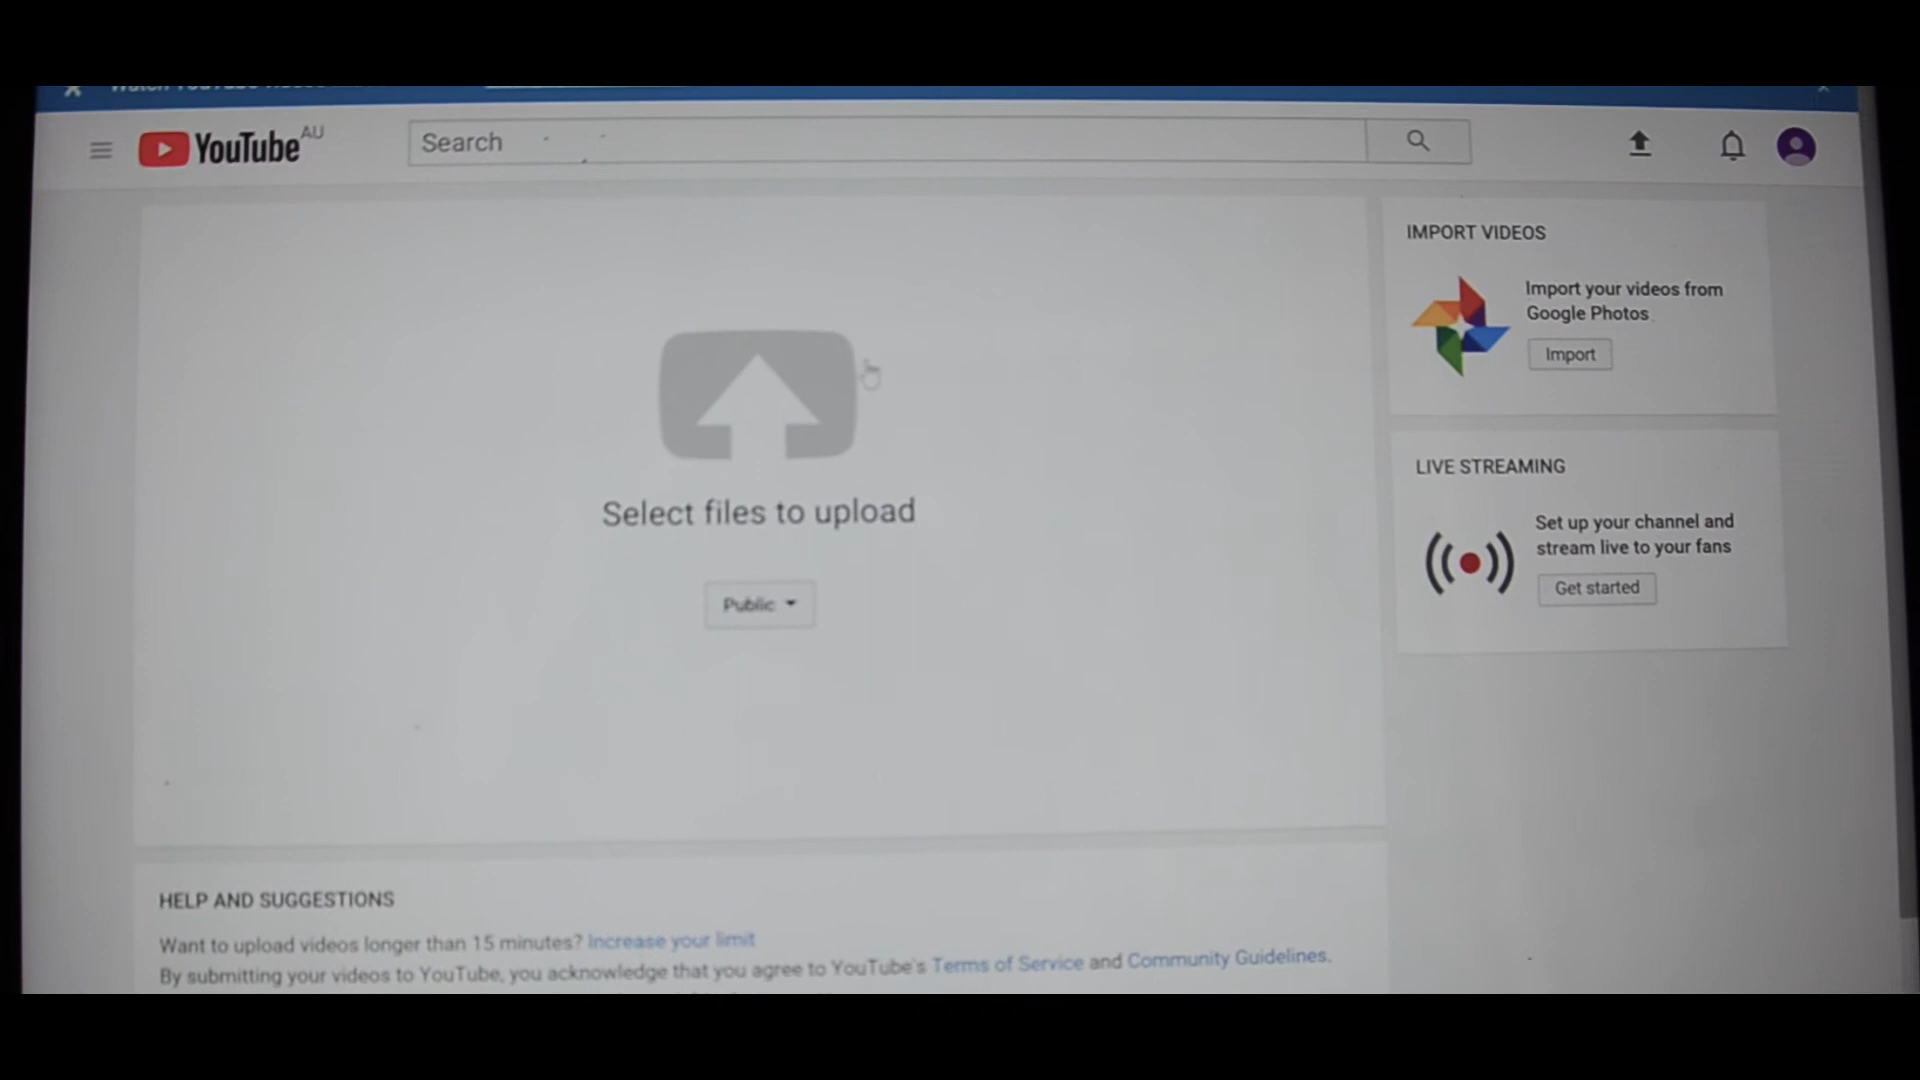 YouTube AU
Search
IMPORT VIDEOS
Import your videos from
Google Photos
Import
Select files to upload
Public
LIVE STREAMING
Set up your channel and
stream live to your fans
Get started
HELP AND SUGGESTIONS
Want to upload videos longer than 15 minutes? Increase your limit
By submitting your videos to YouTube, you acknowledge that you agree to YouTube's Terms of Service and Community Guidelines.